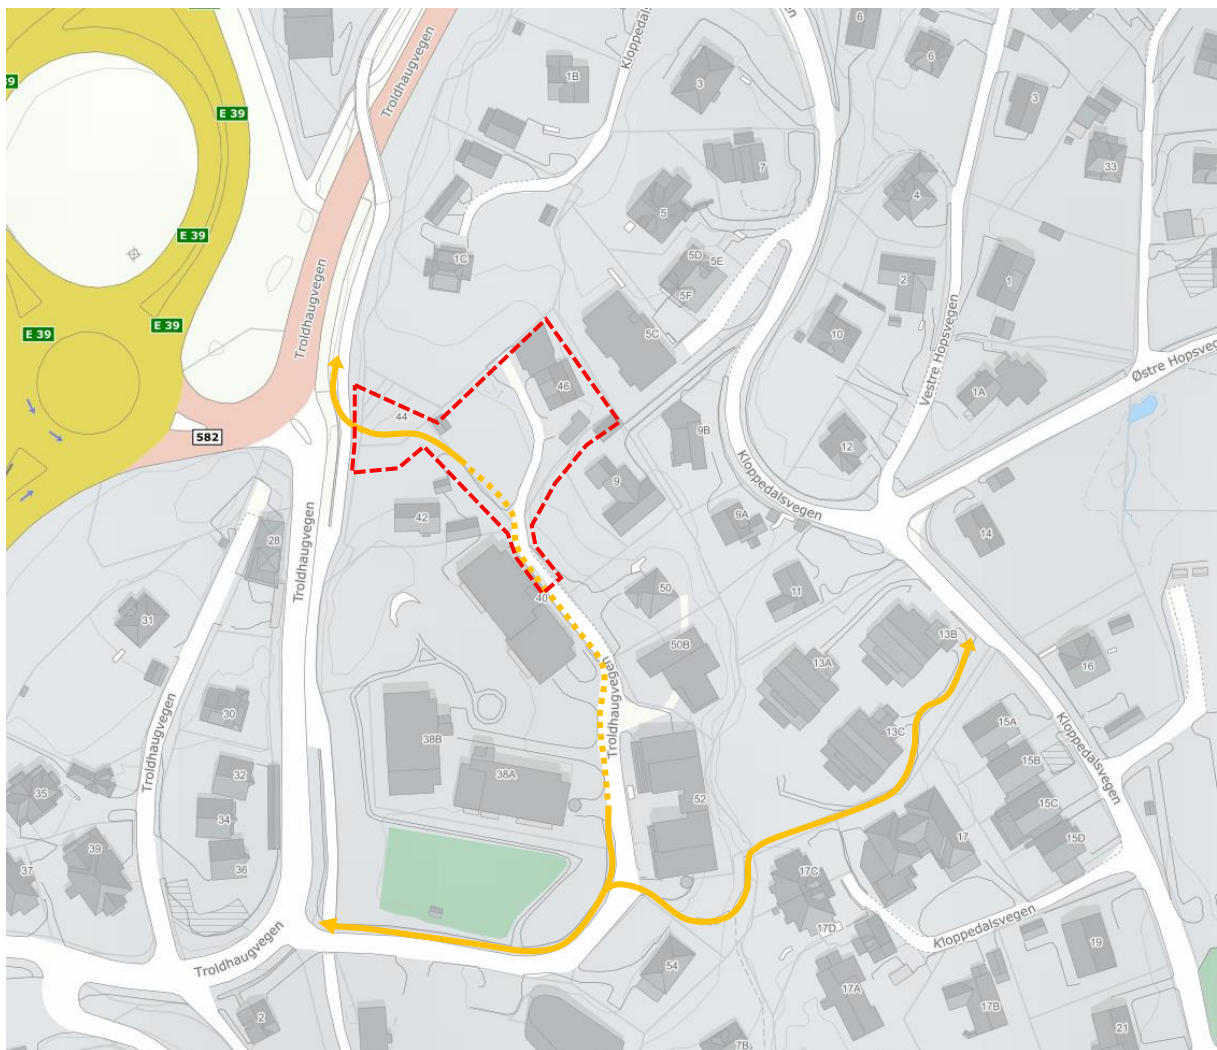 Troldhaugvegen
Kloppedal
Kloppedalsvegen
6
6
1B
3
3
E 39
39
7
33
4
5
E 39
5D
5E
1C
2
1
5F
Troldhaugvegen
E 39
E 39
5C
10
Vestre Hopsvegen
Østre Hopsveg
46
1A
44
582
9B
12
Kloppedalsvegen
9
42
9A
28
14
Troldhaugvegen
50
11
40
31
13B
50B
13A
16
Troldhaugvegen
30
15A
13C
38B
Kloppedalsvegen
Troldhaugvegen
15B
32
38A
35
52
15C
34
17
15D
39
36
17C
37
17D
Kloppedalsvegen
Troldhaugvegen
19
54
17A
17B
2
21
7B